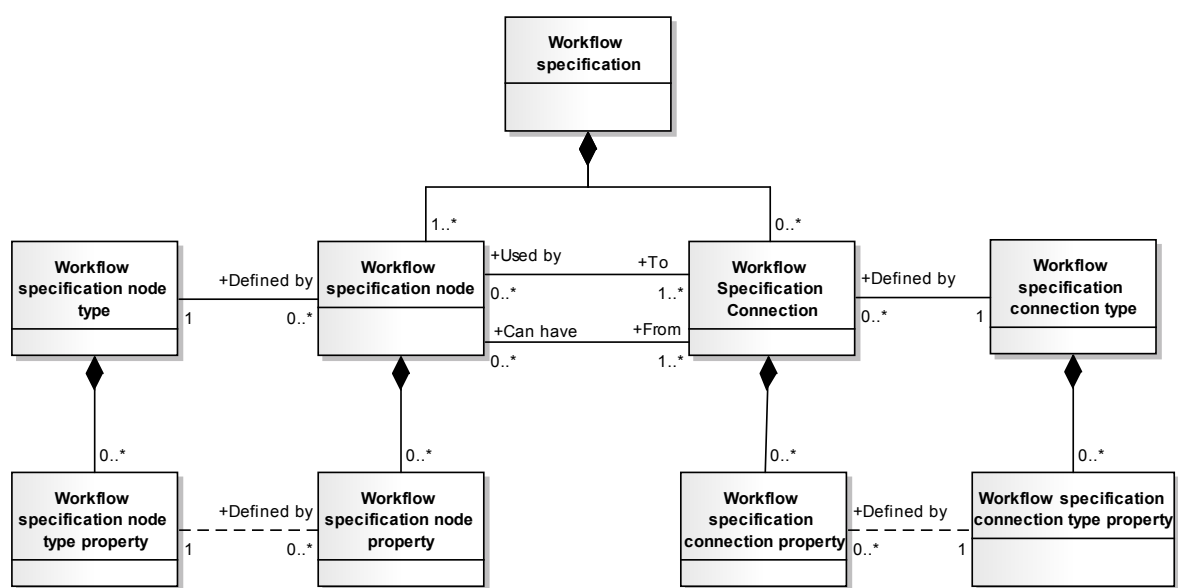 Workflow
specification
1..*
0..*
Workflow
specification node
type
+Defined by
1
0..*
Workflow
specification node
+Used by
0..*
+To
1..*
+Can have
0..*
+From
1..*
Workflow
Specification
Connection
+Defined by
0..*
1
Workflow
specification
connection type
0..*
0..*
0..*
0..*
Workflow
specification node
type property
+Defined by
1
0..*
Workflow
specification node
property
Workflow
specification
connection property
+Defined by
0..*
1
Workflow specification
connection type property